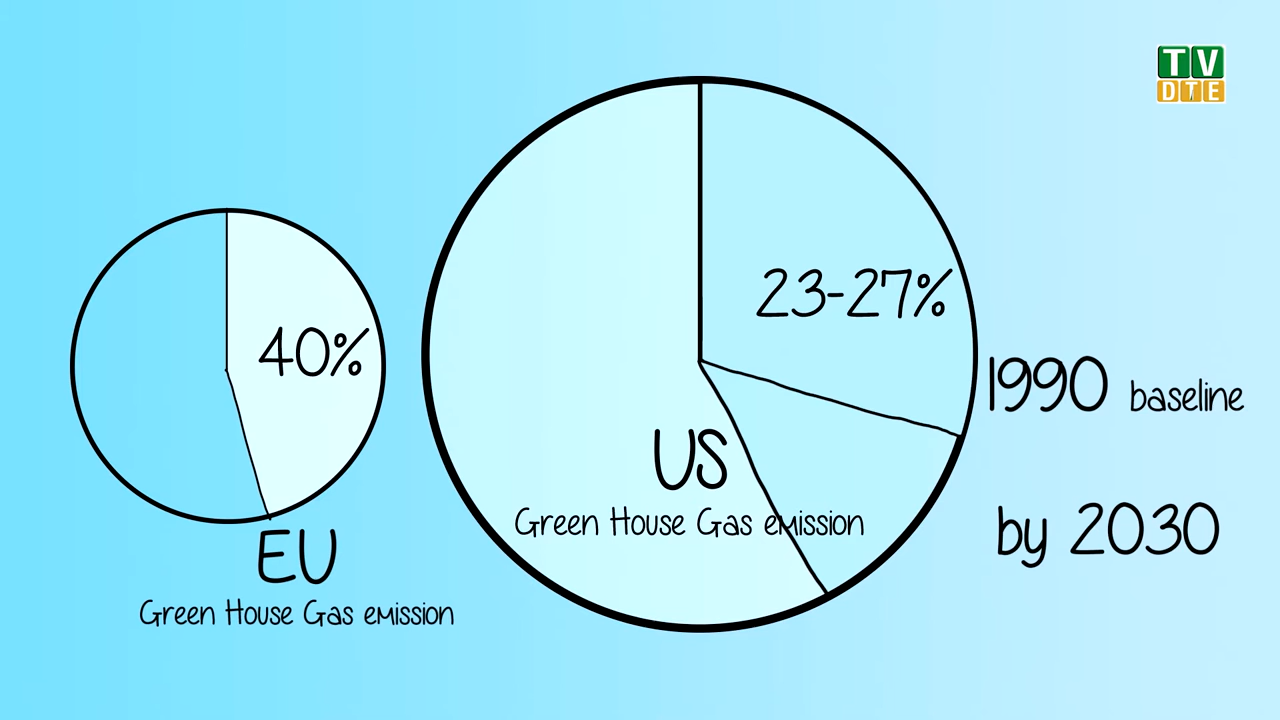 TV
DTE
40%
EU
Green House Gas emission
23-27%
US
Green House Gas emission
1990 baseline
by 2030